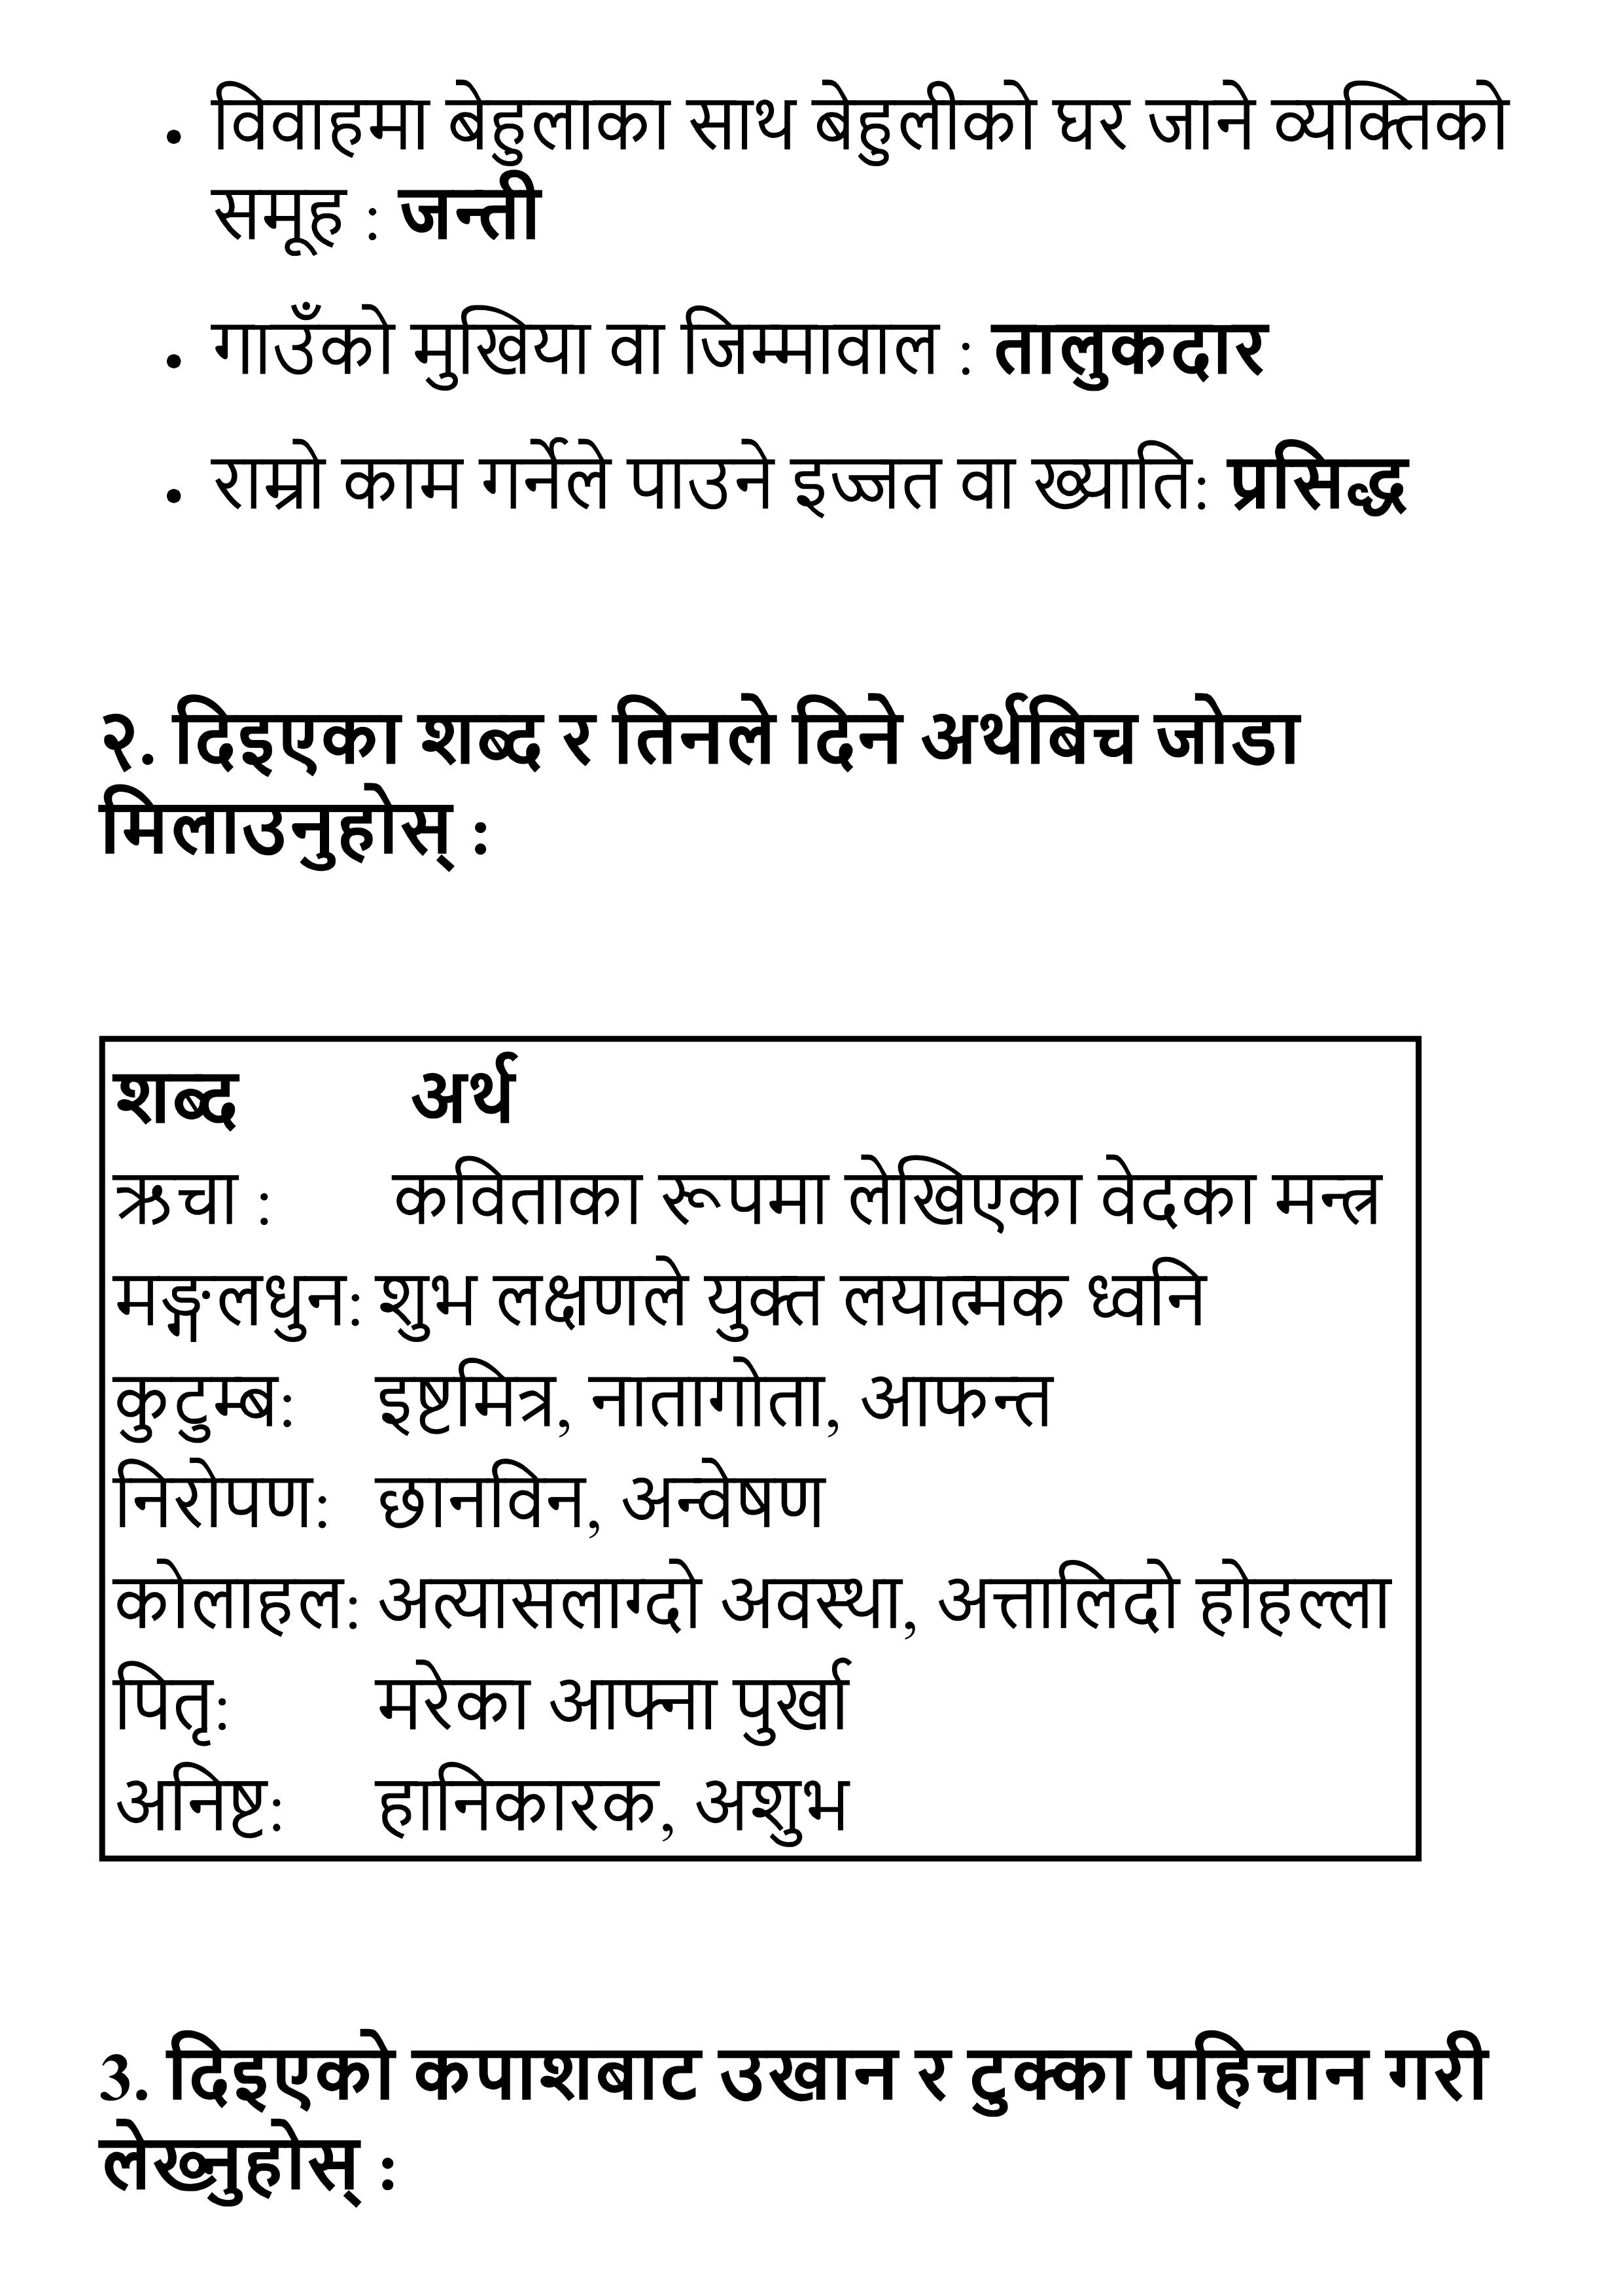 • विवाहमा बेहुलाका साथ बेहुलीको घर जाने व्यक्तिको
समूह : जन्ती
• गाउँको मुखिया वा जिम्मावाल : तालुकदार
• राम्रो काम गर्नेले पाउने इज्जत वा ख्याति: प्रसिद्ध
२. दिइएका शब्द र तिनले दिने अर्थबिच जोडा
मिलाउनुहोस् :
शब्द अर्थ
ऋचा : कविताका रूपमा लेखिएका वेदका मन्त्र
मङ्गलधुन: शुभ लक्षणले युक्त लयात्मक ध्वनि
कुटुम्ब: इष्टमित्र, नातागोता, आफन्त
निरोपण: छानविन, अन्वेषण
कोलाहल: अत्यासलाग्दो अवस्था, अत्तालिदो होहल्ला
पितृ: मरेका आफ्ना पुर्खा
अनिष्ट: हानिकारक, अशुभ
3. दिइएको कपाशबाट उखान र टुक्का पहिचान गरी
लेख्नुहोस् :